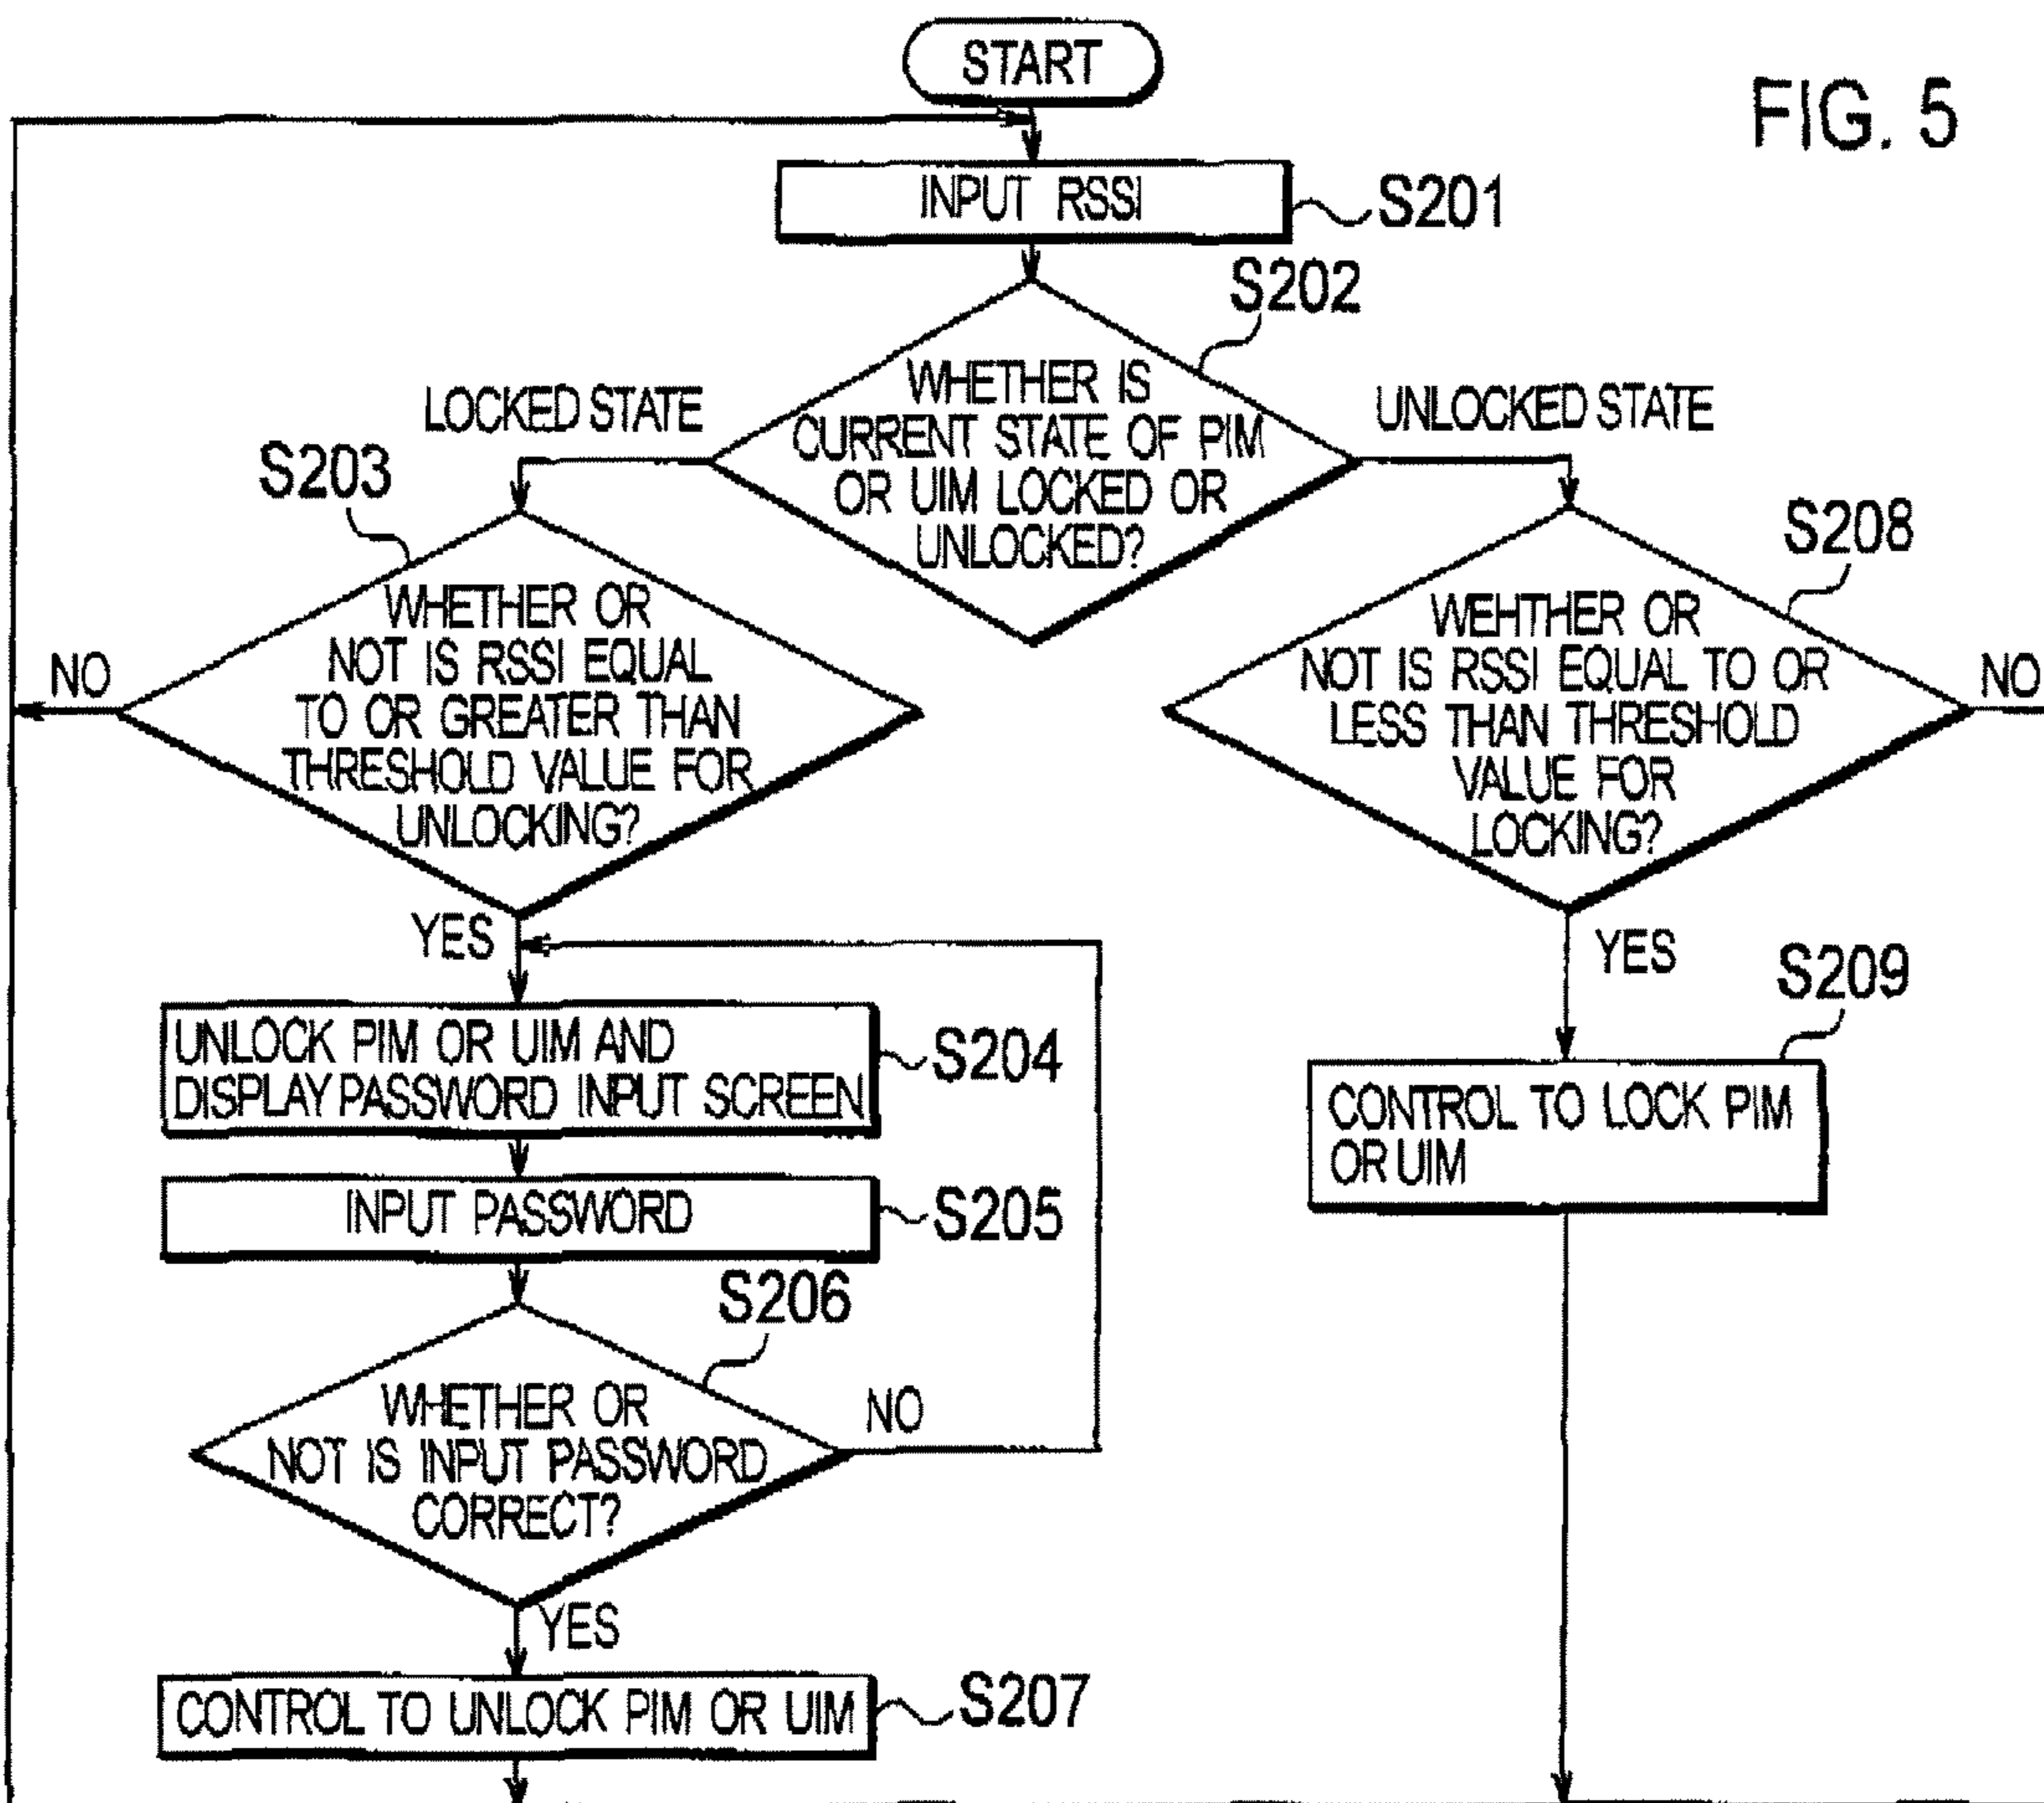 START
FIG. 5
INPUT RSSI
S201
S202
WHETHER IS
CURRENT STATE OF PIM
OR UIM LOCKED OR
UNLOCKED?
LOCKED STATE
UNLOCKED STATE
S203
WHETHER OR
NOT IS RSSI EQUAL
TO OR GREATER THAN
THRESHOLD VALUE FOR
UNLOCKING?
NO
YES
S208
WEHTHER OR
NOT IS RSSI EQUAL TO OR
LESS THAN THRESHOLD
VALUE FOR
LOCKING?
NO
YES
UNLOCK PIM OR UIM AND
DISPLAY PASSWORD INPUT SCREEN
S204
S209
CONTROL TO LOCK PIM
OR UIM
INPUT PASSWORD
S205
S206
WHETHER OR
NOT IS INPUT PASSWORD
CORRECT?
NO
YES
CONTROL TO UNLOCK PIM OR UIM
S207